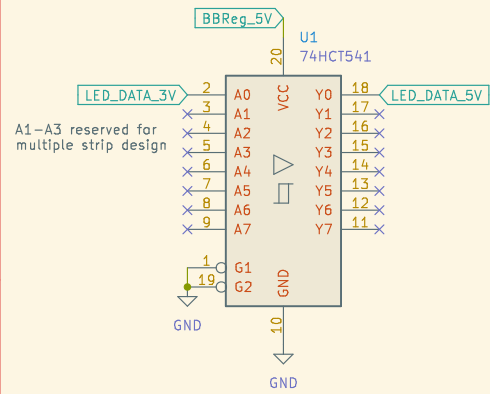 BBReg_5V
U1
74HCT541
20
VCC
LED_DATA_3V 2 A0 Y0 18 LED_DATA_5V
3 A1 Y1 17
A1-A3 reserved for
multiple strip design
4 A2 Y2 16
5 A3 Y3 15
6 A4 Y4 14
7 A5 Y5 13
8 A6 Y6 12
9 A7 Y7 11
1 G1
19 G2
GND
GND
10
GND